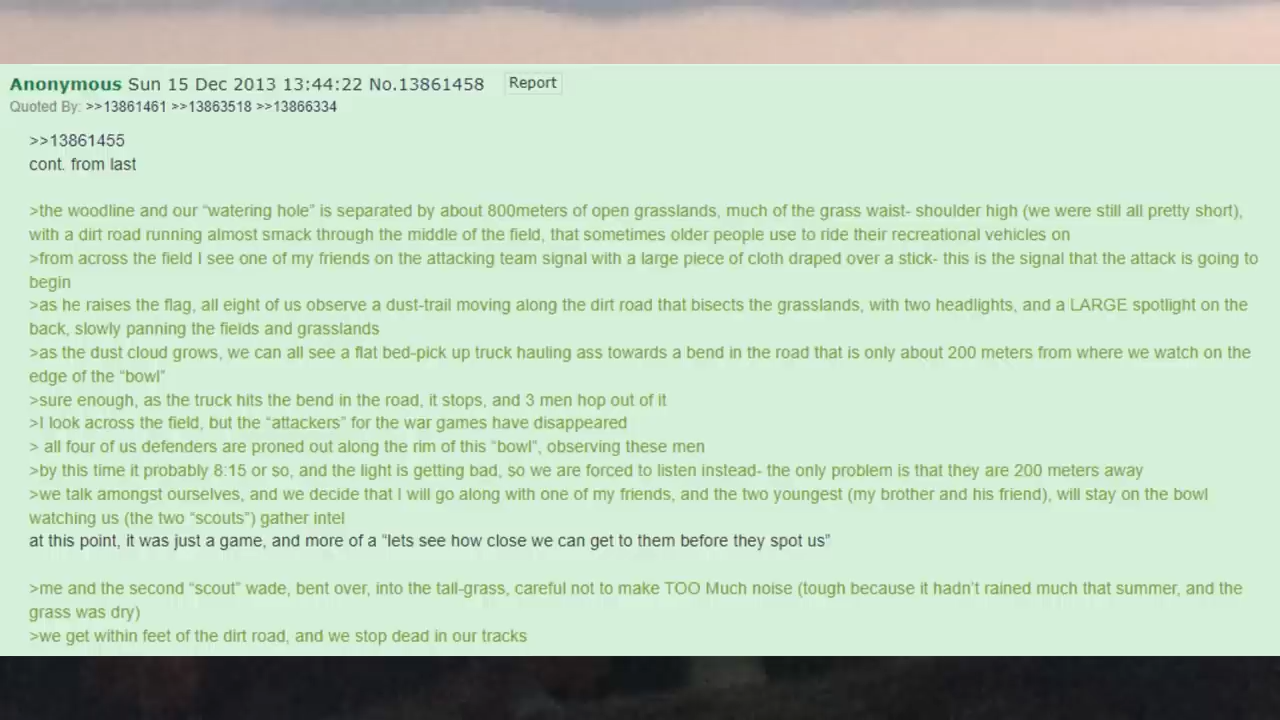 Anonymous Sun 15 Dec 2013 13:44:22 No.13861458 Report
Quoted By: >>13861461 >>13863518 >>13866334
>>13861455
cont. from last
>the woodline and our “watering hole” is separated by about 800meters of open grasslands, much of the grass waist- shoulder high (we were still all pretty short),
with a dirt road running almost smack through the middle of the field, that sometimes older people use to ride their recreational vehicles on
>from across the field I see one of my friends on the attacking team signal with a large piece of cloth draped over a stick- this is the signal that the attack is going to
begin
>as he raises the flag, all eight of us observe a dust-trail moving along the dirt road that bisects the grasslands, with two headlights, and a LARGE spotlight on the
back, slowly panning the fields and grasslands
>as the dust cloud grows, we can all see a flat bed-pick up truck hauling ass towards a bend in the road that is only about 200 meters from where we watch on the
edge of the “bowl”
>sure enough, as the truck hits the bend in the road, it stops, and 3 men hop out of it
>I look across the field, but the “attackers” for the war games have disappeared
> all four of us defenders are proned out along the rim of this “bowl”, observing these men
>by this time it probably 8:15 or so, and the light is getting bad, so we are forced to listen instead- the only problem is that they are 200 meters away
>we talk amongst ourselves, and we decide that I will go along with one of my friends, and the two youngest (my brother and his friend), will stay on the bowl
watching us (the two “scouts”) gather intel
at this point, it was just a game, and more of a “lets see how close we can get to them before they spot us”
>me and the second “scout” wade, bent over, into the tall-grass, careful not to make TOO Much noise (tough because it hadn’t rained much that summer, and the
grass was dry)
>we get within feet of the dirt road, and we stop dead in our tracks